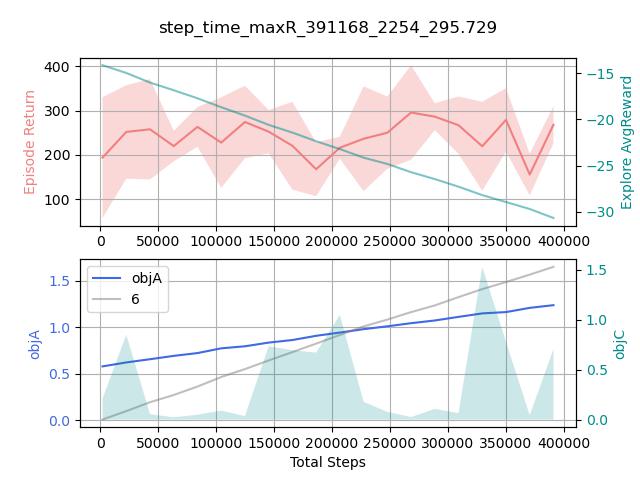 step_time_maxR_391168_2254_295.729
400
300
200
100
Episode Return
−15
−20
−25
−30
Explore AvgReward
0 50000 100000 150000 200000 250000 300000 350000 400000
objA
6
1.5
1.0
0.5
0.0
objA
1.5
1.0
0.5
0.0
objC
0 50000 100000 150000 200000 250000 300000 350000 400000
Total Steps